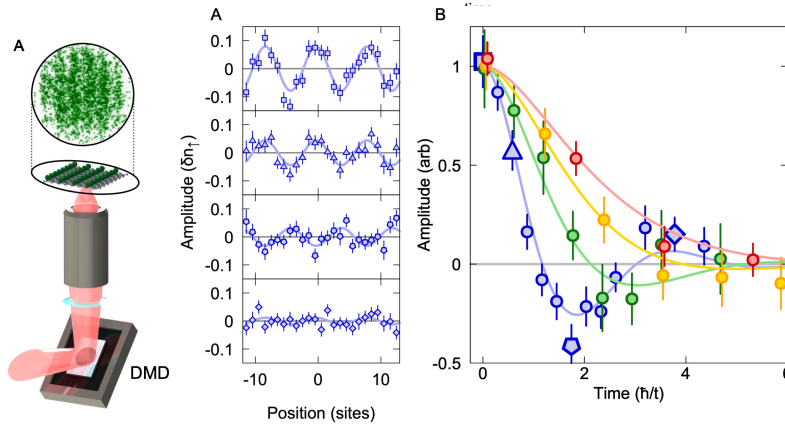 A
DMD
A
0.1
0
-0.1
0.1
0
-0.1
0.1
0
-0.1
0.1
0
-0.1
-10 0 10
Amplitude (δn↑)
Position (sites)
B
1
0.5
0
-0.5
0 2 4 6
Amplitude (arb)
Time (ħ/t)